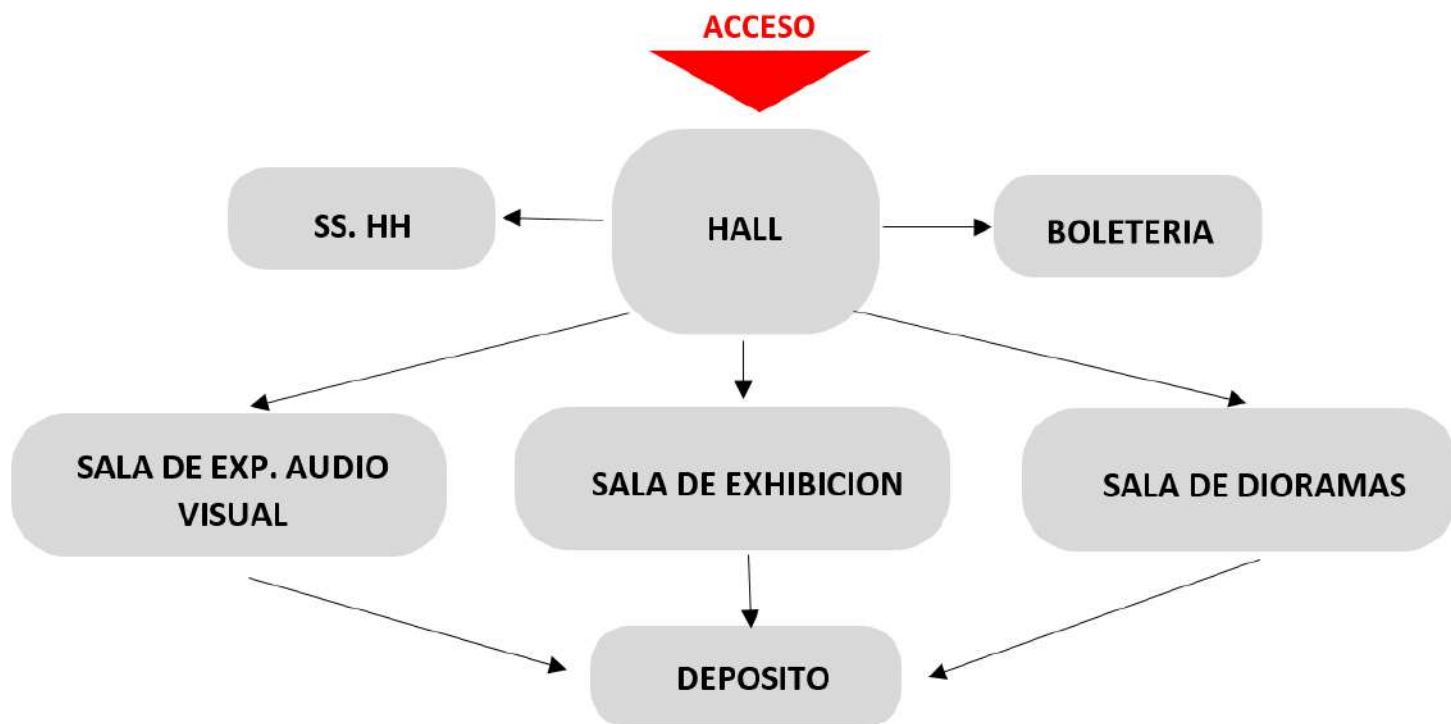 ACCESO
SS. HH
HALL
BOLETERIA
SALA DE EXP. AUDIO
VISUAL
SALA DE EXHIBICION
SALA DE DIORAMAS
DEPOSITO